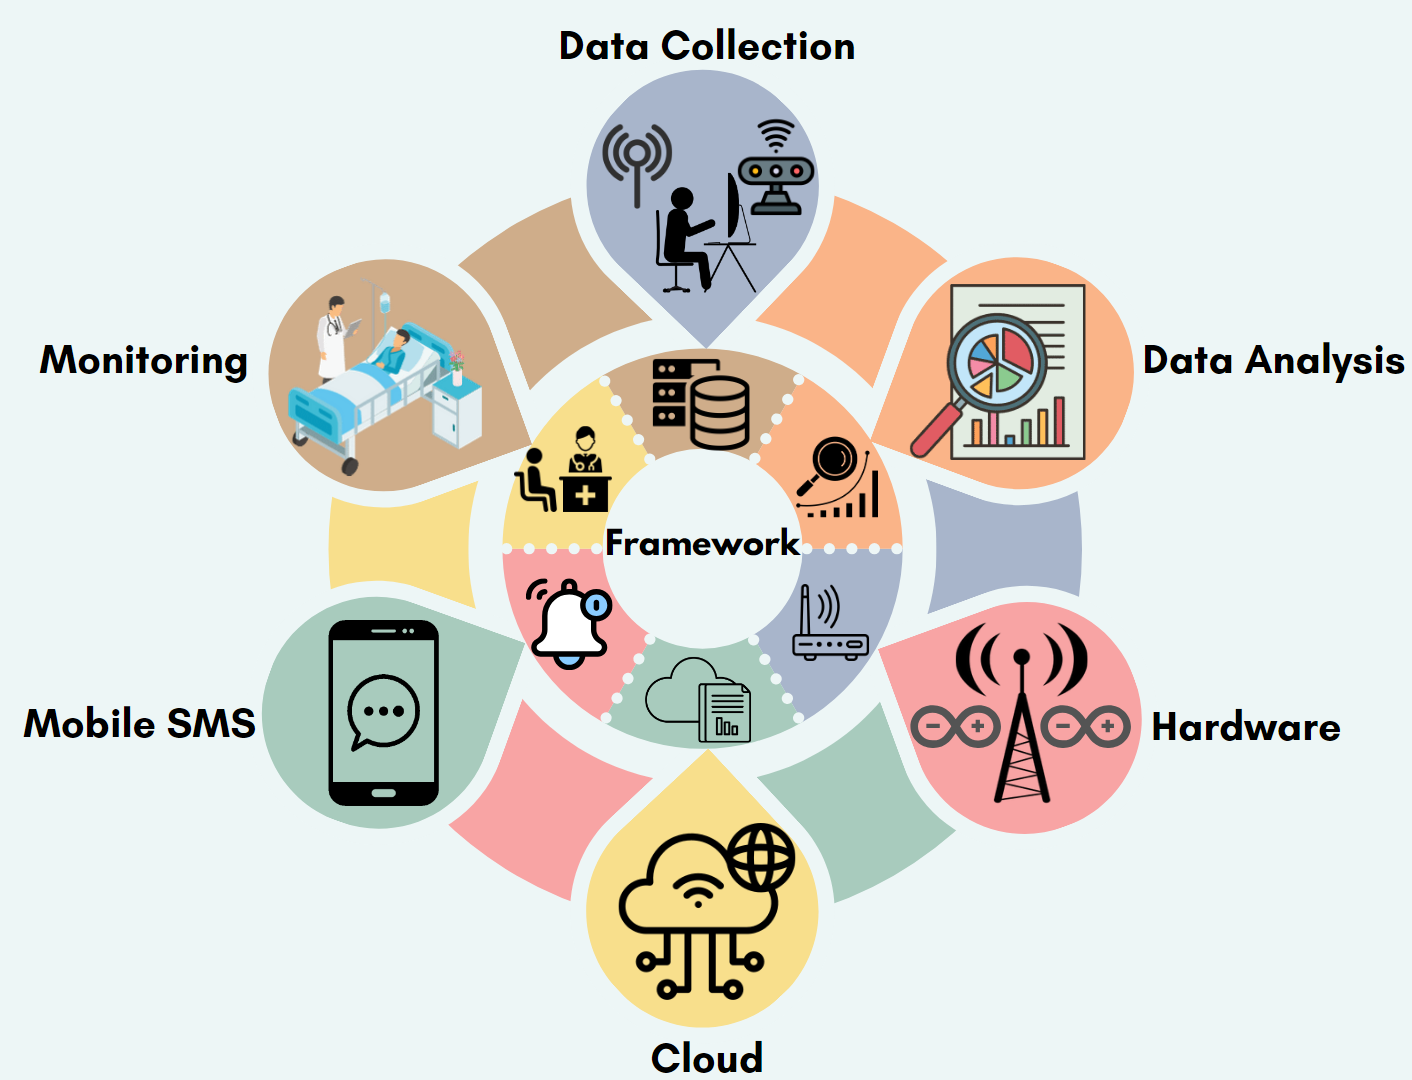 Data Collection
Monitoring
Data Analysis
Framework
Mobile SMS
Hardware
Cloud